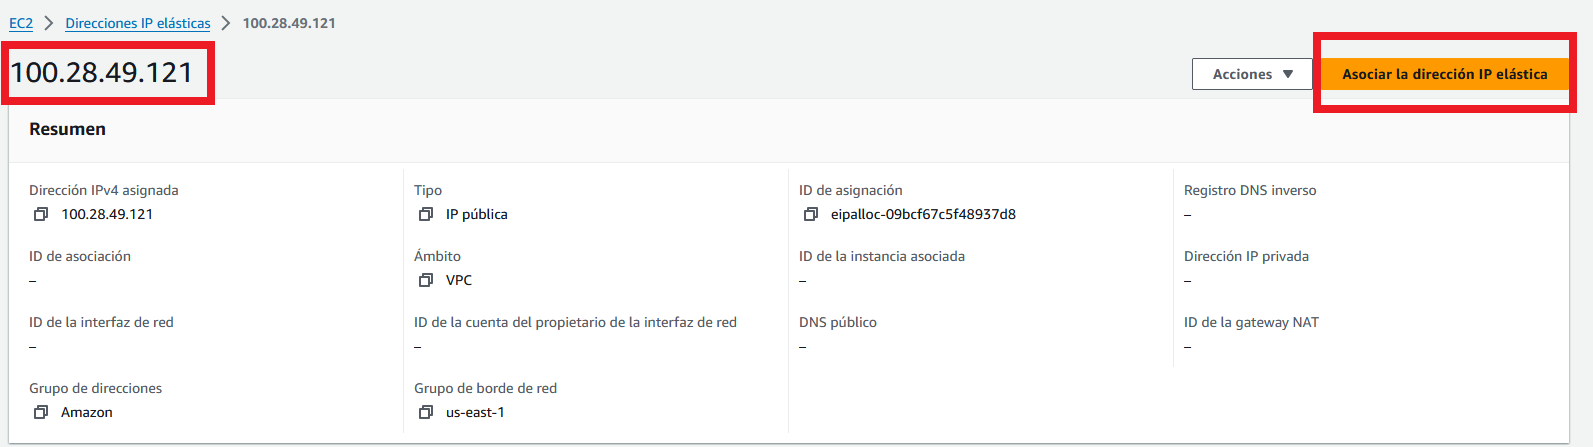 EC2 > Direcciones IP elásticas > 100.28.49.121
100.28.49.121
Acciones ▼ Asociar la dirección IP elástica
Resumen
Dirección IPv4 asignada Tipo ID de asignación Registro DNS inverso
100.28.49.121 IP pública eipalloc-09bcf67c5f48937d8 –
ID de asociación Ámbito ID de la instancia asociada Dirección IP privada
– VPC – –
ID de la interfaz de red ID de la cuenta del propietario de la interfaz de red DNS público ID de la gateway NAT
– – – –
Grupo de direcciones Grupo de borde de red
Amazon us-east-1